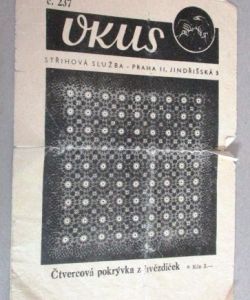 č. 237
VKUS
STŘIHOVÁ SLUŽBA - PRAHA II, JINDŘIŠSKÁ 5
Čtvercová pokrývka z hvězdiček • Kčs 3.—